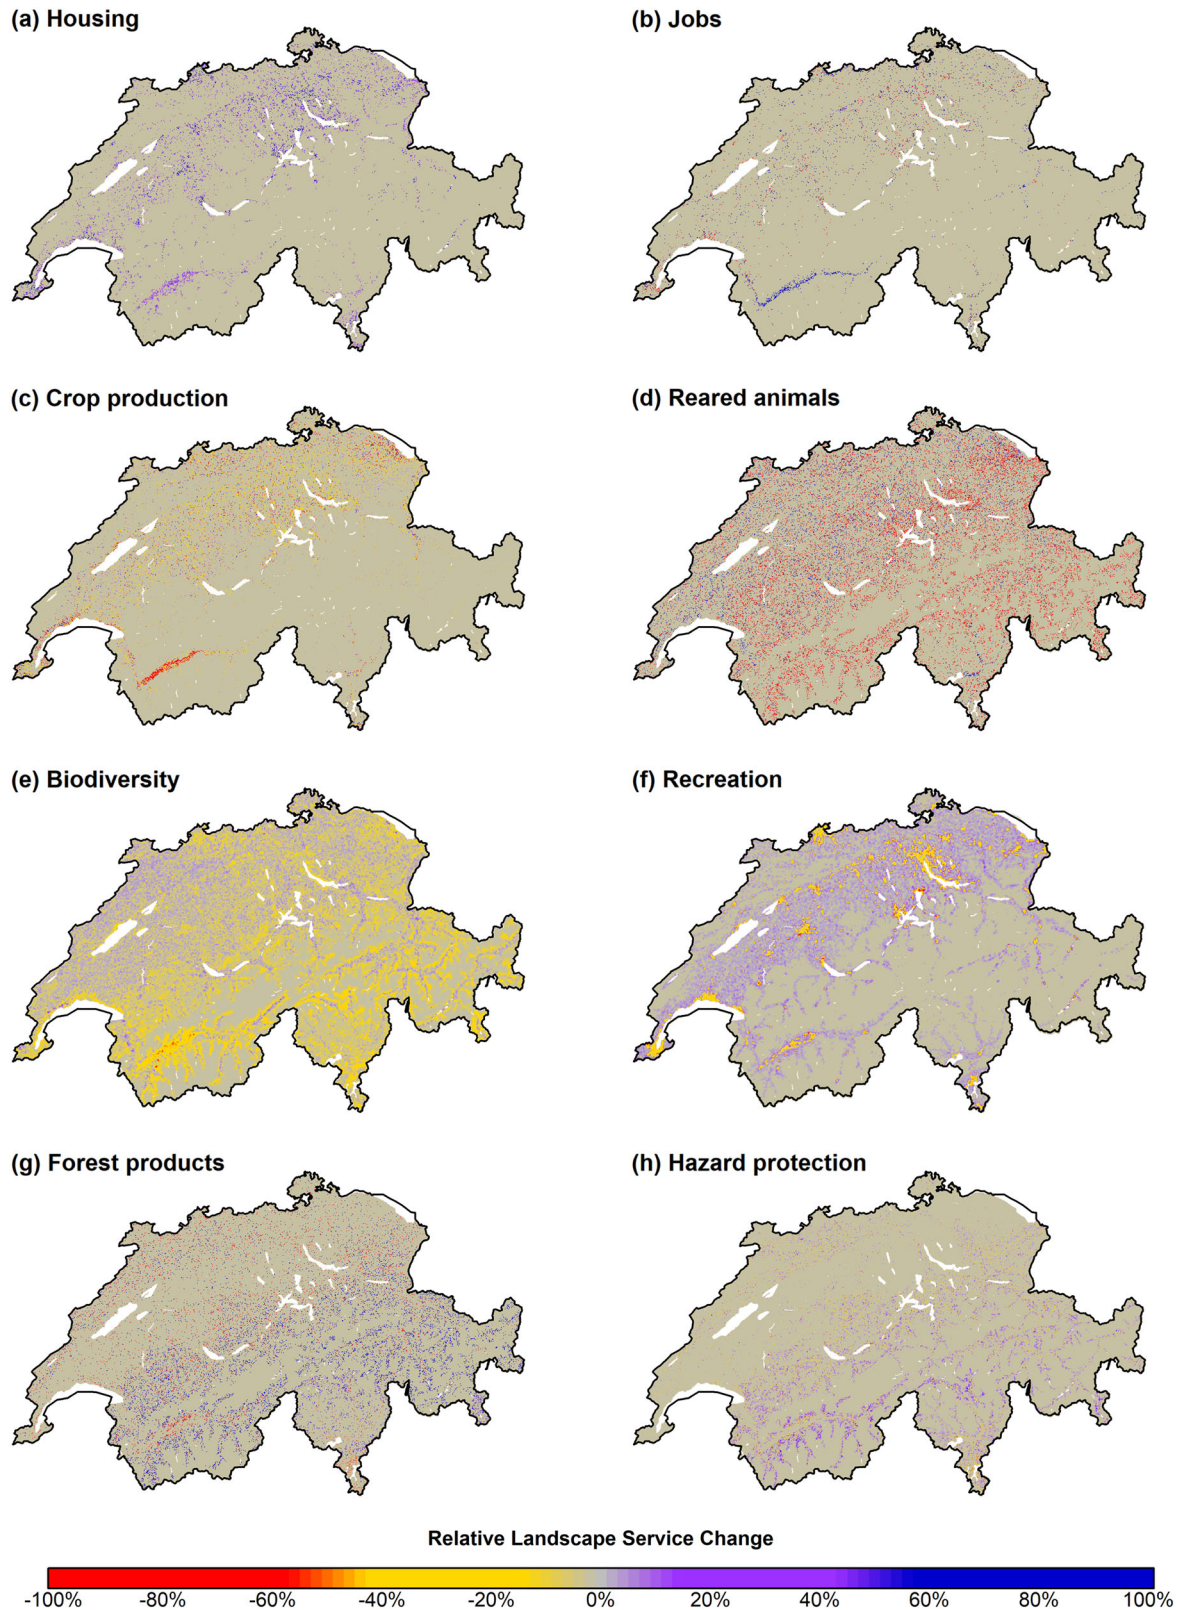 (a) Housing
(b) Jobs
(c) Crop production
(d) Reared animals
(e) Biodiversity
(f) Recreation
(g) Forest products
(h) Hazard protection
Relative Landscape Service Change
-100% -80% -60% -40% -20% 0% 20% 40% 60% 80% 100%